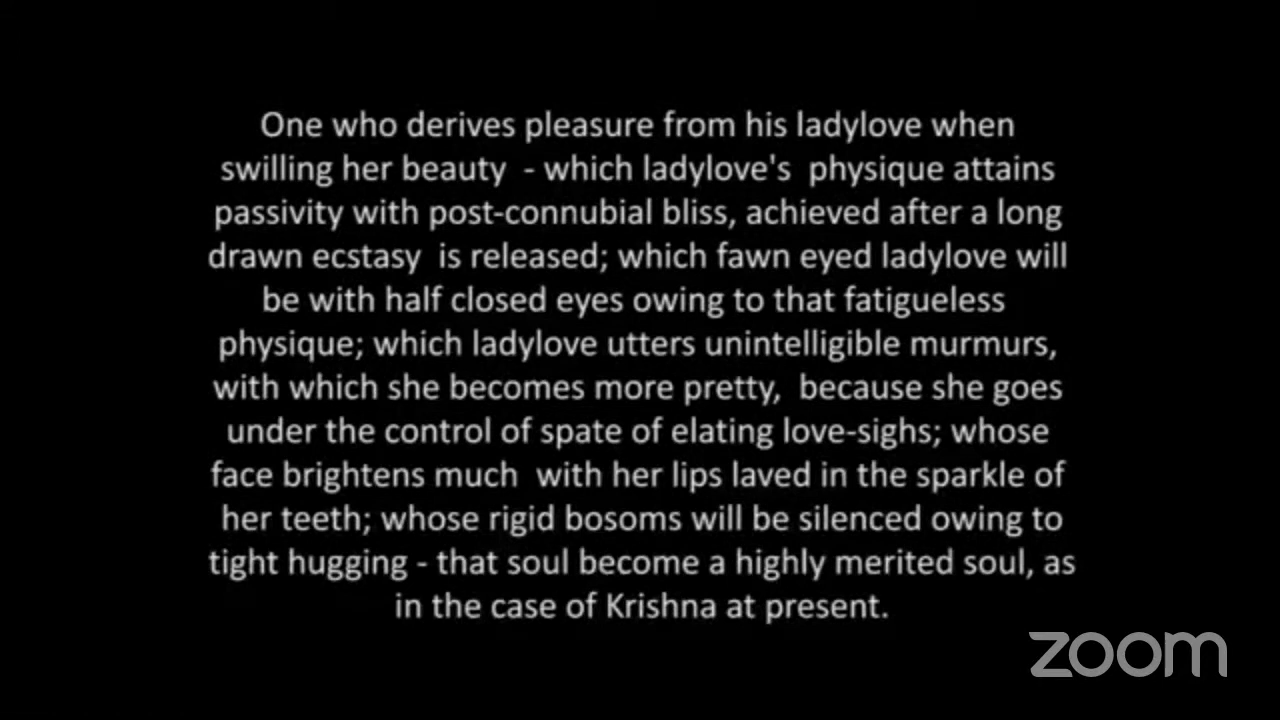 One who derives pleasure from his ladylove when
swilling her beauty  - which ladylove's  physique attains
passivity with post-connubial bliss, achieved after a long
drawn ecstasy  is released; which fawn eyed ladylove will
be with half closed eyes owing to that fatigueless
physique; which ladylove utters unintelligible murmurs,
with which she becomes more pretty,  because she goes
under the control of spate of elating love-sighs; whose
face brightens much  with her lips laved in the sparkle of
her teeth; whose rigid bosoms will be silenced owing to
tight hugging - that soul become a highly merited soul, as
in the case of Krishna at present.
zoom